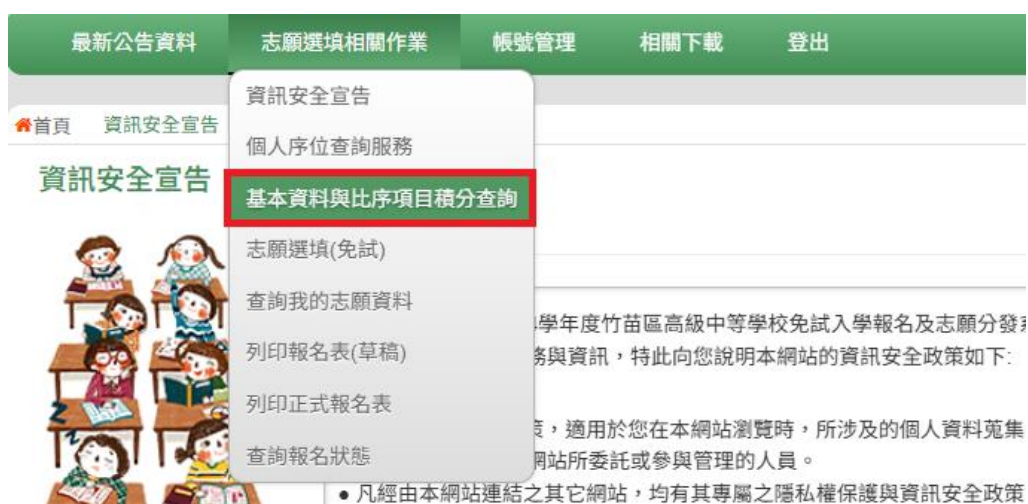 最新公告資料 志願選填相關作業 帳號管理 相關下載 登出
資訊安全宣告
個人序位查詢服務
基本資料與比序項目積分查詢
志願選填(免試)
查詢我的志願資料
列印報名表(草稿)
列印正式報名表
查詢報名狀態
首頁 資訊安全宣告
資訊安全宣告
學年度竹苗區高級中等學校免試入學報名及志願分發
務與資訊，特此向您說明本網站的資訊安全政策如下:
，適用於您在本網站瀏覽時，所涉及的個人資料蒐集
網站所委託或參與管理的人員。
● 凡經由本網站連結之其它網站，均有其專屬之隱私權保護與資訊安全政策